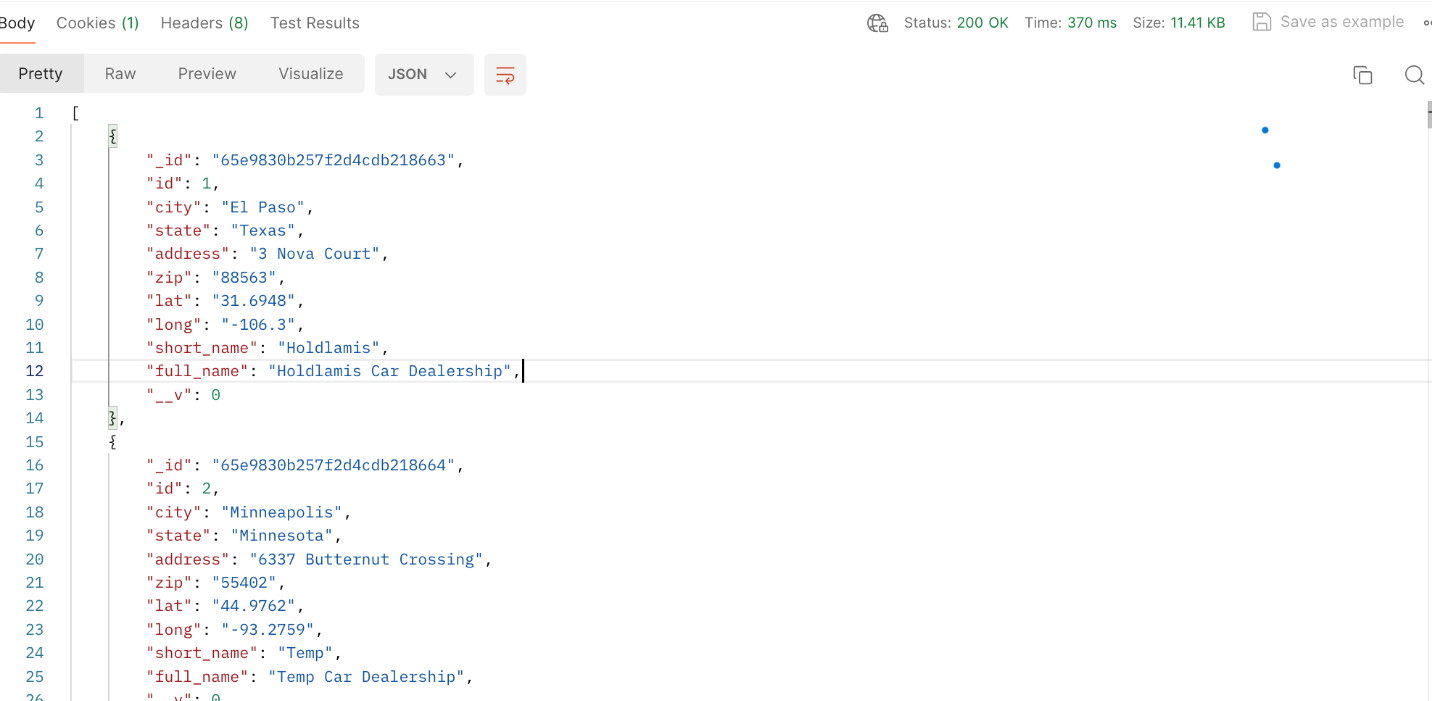 Body Cookies (1) Headers (8) Test Results Status: 200 OK Time: 370 ms Size: 11.41 KB Save as example
Pretty Raw Preview Visualize JSON
1 [
2 {
3 "_id": "65e9830b257f2d4cdb218663",
4 "id": 1,
5 "city": "El Paso",
6 "state": "Texas",
7 "address": "3 Nova Court",
8 "zip": "88563",
9 "lat": "31.6948",
10 "long": "-106.3",
11 "short_name": "Holdlamis",
12 "full_name": "Holdlamis Car Dealership",
13 "__v": 0
14 },
15 {
16 "_id": "65e9830b257f2d4cdb218664",
17 "id": 2,
18 "city": "Minneapolis",
19 "state": "Minnesota",
20 "address": "6337 Butternut Crossing",
21 "zip": "55402",
22 "lat": "44.9762",
23 "long": "-93.2759",
24 "short_name": "Temp",
25 "full_name": "Temp Car Dealership",
26 "__v": 0